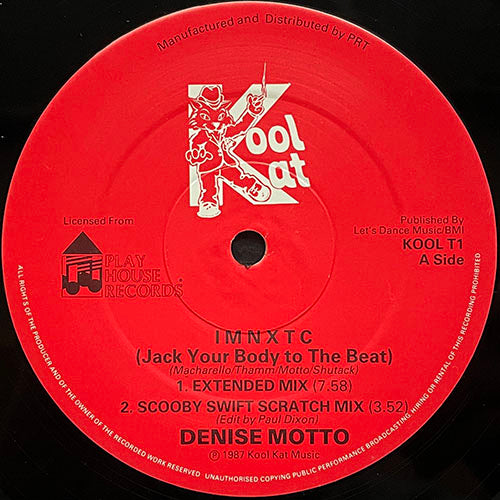 Manufactured and Distributed by PRT
Kool
Kat
Licensed From
PLAY
HOUSE
RECORDS
Published By
Let's Dance Music/BMI
KOOL T1
A Side
I M N X T C
(Jack Your Body to The Beat)
(Macharello/Thamm/Motto/Shutack)
1. EXTENDED MIX (7.58)
2. SCOOBY SWIFT SCRATCH MIX (3.52)
(Edit by Paul Dixon)
DENISE MOTTO
℗ 1987 Kool Kat Music
ALL RIGHTS OF THE PRODUCER AND OF THE OWNER OF THE RECORDED WORK RESERVED UNAUTHORISED COPYING PUBLIC PERFORMANCE BROADCASTING HIRING OR RENTAL OF THIS RECORDING PROHIBITED